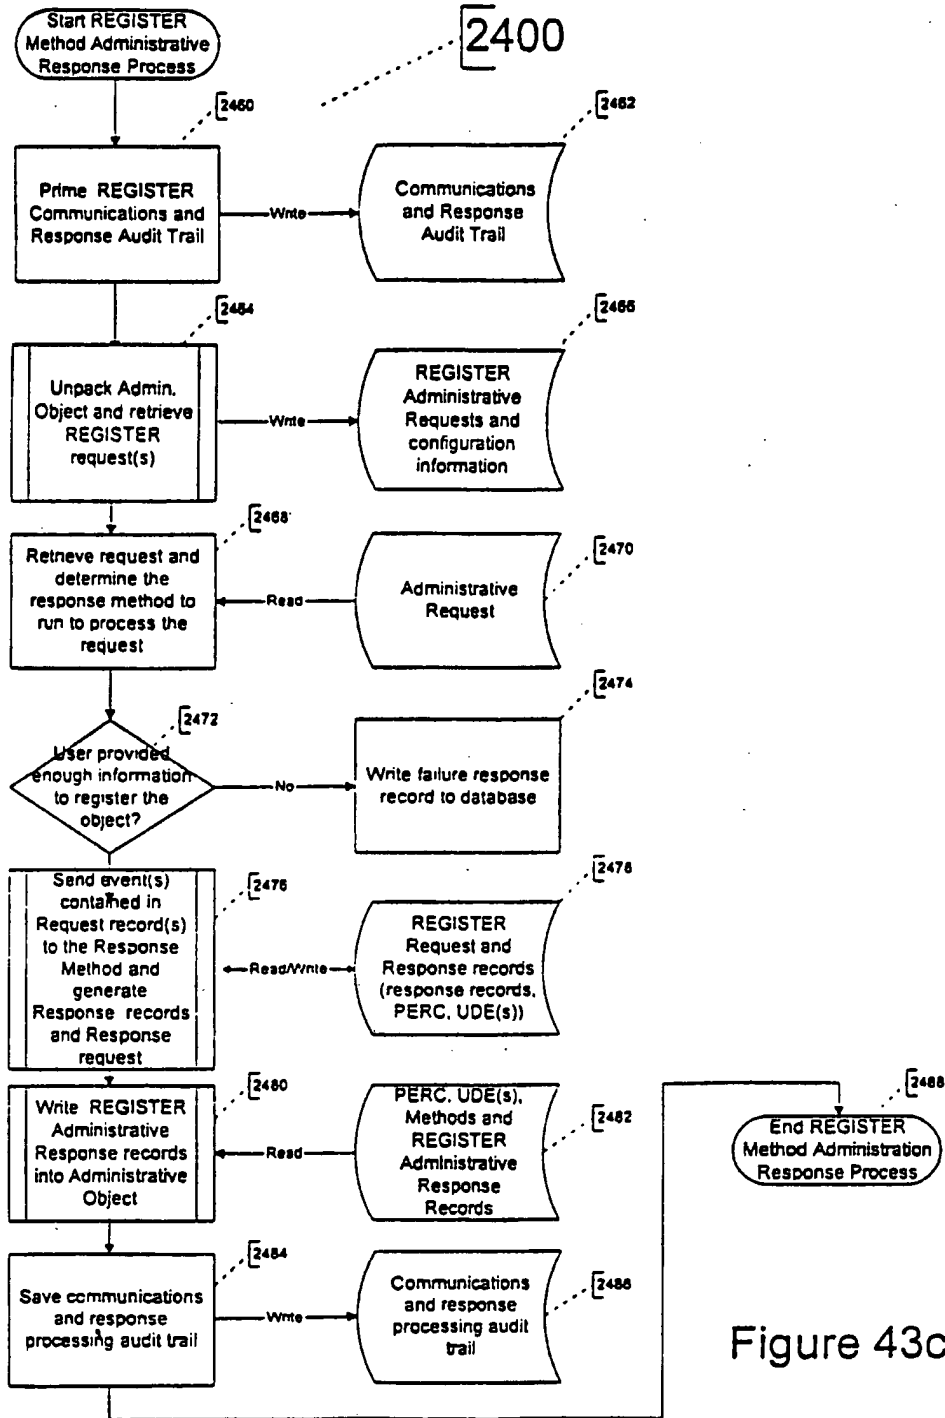 Start REGISTER
Method Administrative
Response Process
2400
2460
2462
Prime REGISTER
Communications and
Response Audit Trail
Write
Communications
and Response
Audit Trail
2464
2466
Unpack Admin.
Object and retrieve
REGISTER
request(s)
Write
REGISTER
Administrative
Requests and
configuration
information
2468
2470
Retrieve request and
determine the
response method to
run to process the
request
Read
Administrative
Request
2472
2474
User provided
enough information
to register the
object?
No
Write failure response
record to database
2476
2478
Send event(s)
contained in
Request record(s)
to the Response
Method and
generate
Response records
and Response
request
Read/Write
REGISTER
Request and
Response records
(response records,
PERC, UDE(s))
2480
2482
Write REGISTER
Administrative
Response records
into Administrative
Object
Read
PERC, UDE(s),
Methods and
REGISTER
Administrative
Response
Records
2488
End REGISTER
Method Administration
Response Process
2484
2486
Save communications
and response
processing audit trail
Write
Communications
and response
processing audit
trail
Figure 43c